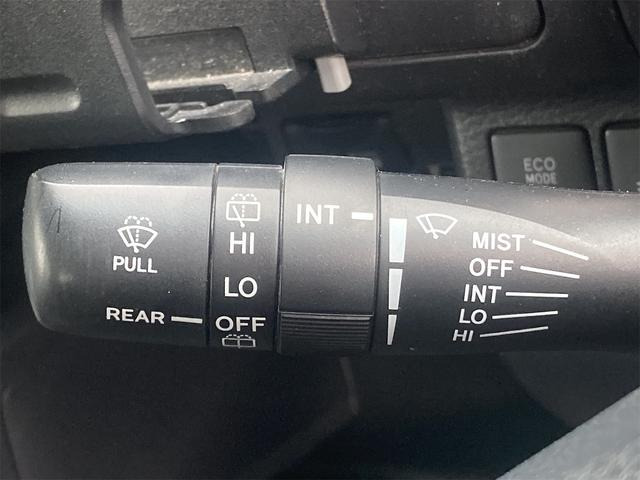 ECO
MODE
PULL
REAR
HI
LO
OFF
INT
MIST
OFF
INT
LO
HI